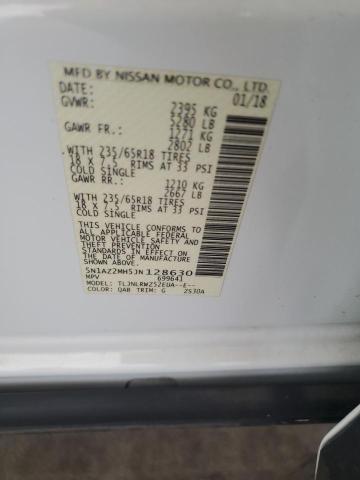 MFD BY NISSAN MOTOR CO., LTD.
DATE: 01/18
GVWR: 2395 KG
5280 LB
GAWR FR.: 1271 KG
2802 LB
WITH 235/65R18 TIRES
18 X 7.5 RIMS AT 33 PSI
COLD SINGLE
GAWR RR.: 1210 KG
2667 LB
WITH 235/65R18 TIRES
18 X 7.5 RIMS AT 33 PSI
COLD SINGLE
THIS VEHICLE CONFORMS TO
ALL APPLICABLE FEDERAL
MOTOR VEHICLE SAFETY
STANDARDS IN EFFECT ON THE
DATE OF MANUFACTURE
SHOWN ABOVE.
5N1AZ2MH5JN128630
MPV 699641
MODEL: TLJNLRWZ52EUA--E--
COLOR: QAB TRIM: G 2S30A